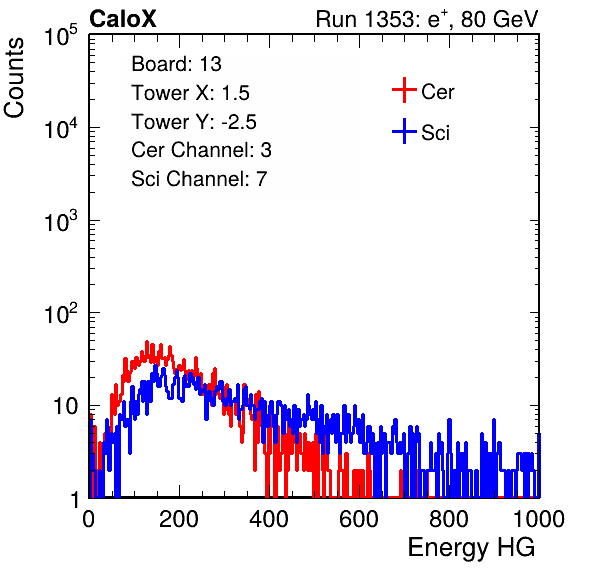 CaloX Run 1353: e⁺, 80 GeV
Counts
10⁵
10⁴
10³
10²
10
1
Board: 13
Tower X: 1.5
Tower Y: -2.5
Cer Channel: 3
Sci Channel: 7
Cer
Sci
0 200 400 600 800 1000
Energy HG